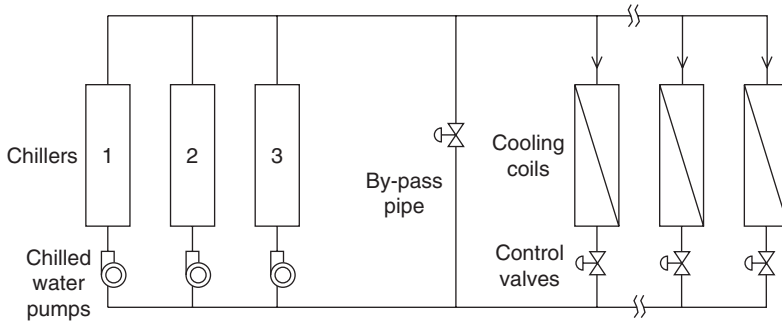 Chillers
1
2
3
By-pass
pipe
Cooling
coils
Chilled
water
pumps
Control
valves